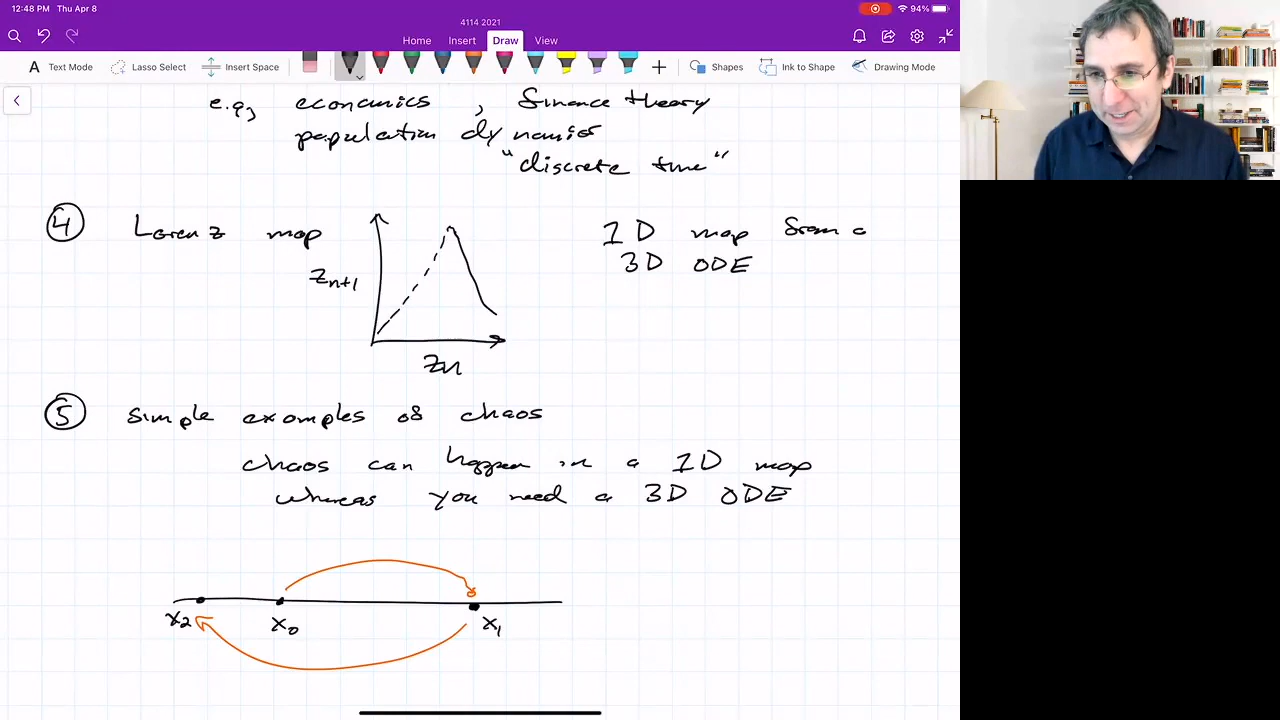 12:48 PM Thu Apr 8
94%
4114 2021
Home Insert Draw View
Text Mode Lasso Select Insert Space Shapes Ink to Shape Drawing Mode
e.g., economics, finance theory
population dynamics
"discrete time"
④ Lorenz map
1D map from a
3D ODE
Zn+1
Zn
⑤ simple examples of chaos
chaos can happen in a 1D map
whereas you need a 3D ODE
x2 x0 x1